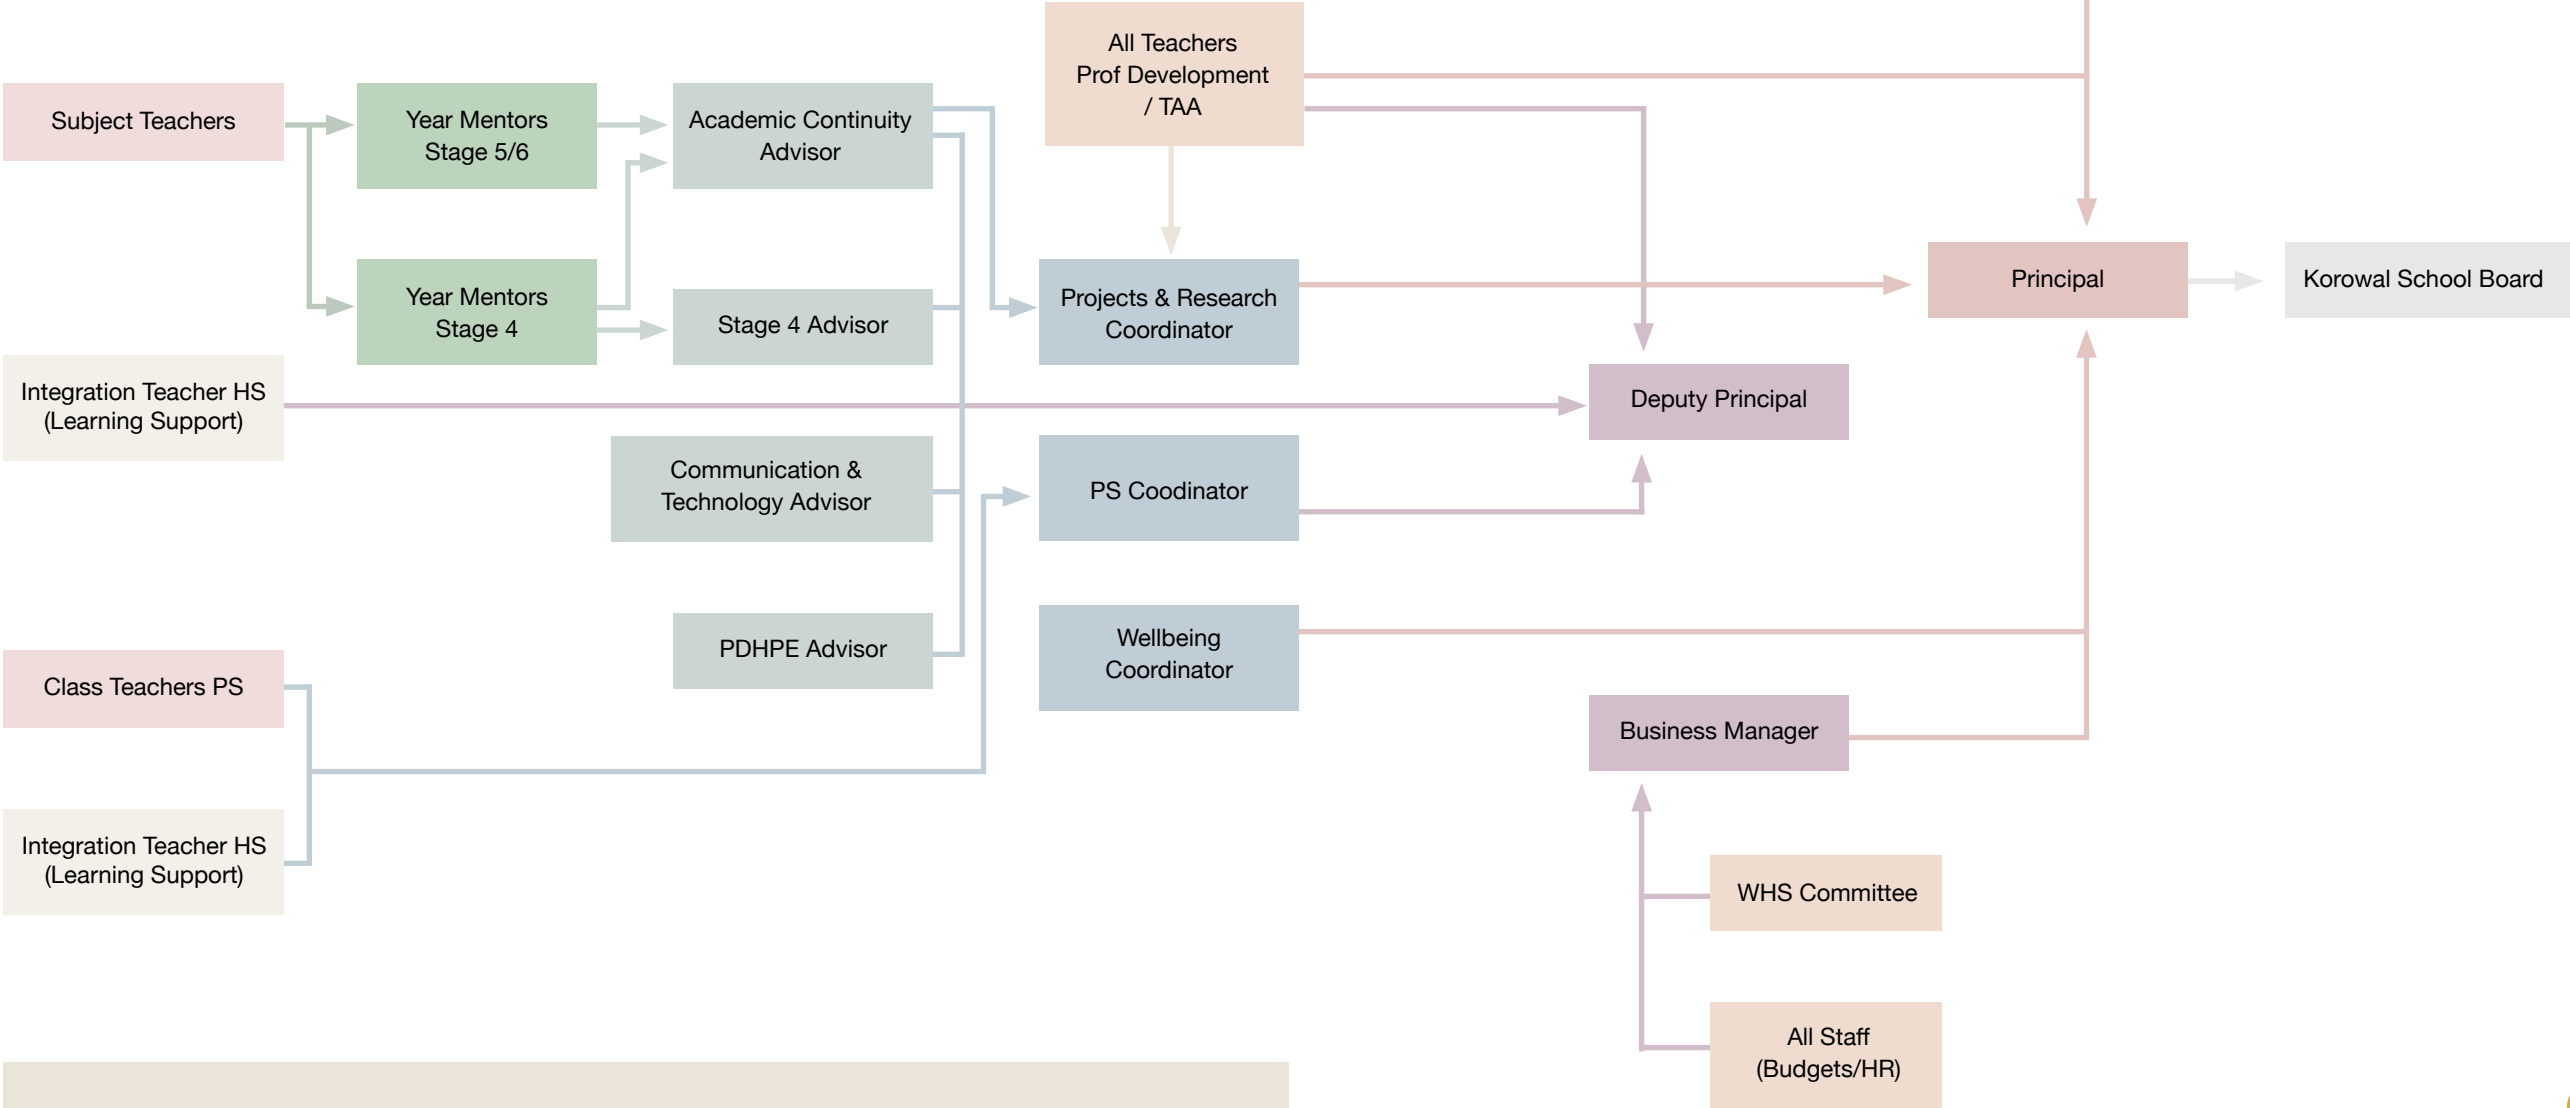 All Teachers
Prof Development
/ TAA
Subject Teachers
Year Mentors
Stage 5/6
Academic Continuity
Advisor
Year Mentors
Stage 4
Stage 4 Advisor
Projects & Research
Coordinator
Principal
Korowal School Board
Integration Teacher HS
(Learning Support)
Deputy Principal
Communication &
Technology Advisor
PS Coodinator
PDHPE Advisor
Wellbeing
Coordinator
Class Teachers PS
Business Manager
Integration Teacher HS
(Learning Support)
WHS Committee
All Staff
(Budgets/HR)